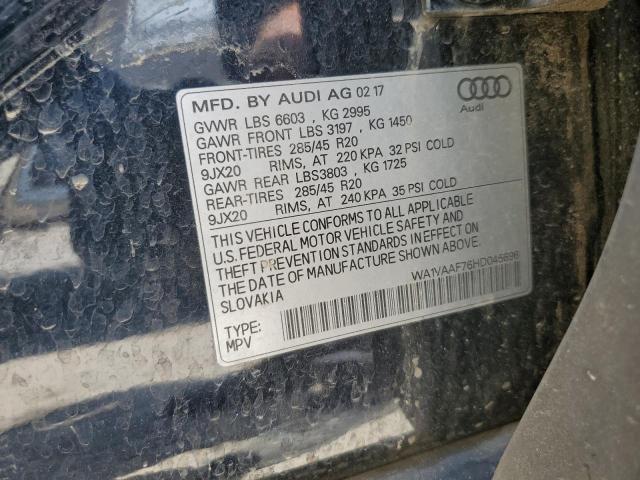 MFD. BY AUDI AG 02 17
Audi
GVWR LBS 6603 , KG 2995
GAWR FRONT LBS 3197 , KG 1450
FRONT-TIRES 285/45 R20
9JX20 RIMS, AT 220 KPA 32 PSI COLD
GAWR REAR LBS3803 , KG 1725
REAR-TIRES 285/45 R20
9JX20 RIMS, AT 240 KPA 35 PSI COLD
THIS VEHICLE CONFORMS TO ALL APPLICABLE
U.S. FEDERAL MOTOR VEHICLE SAFETY AND
THEFT PREVENTION STANDARDS IN EFFECT ON
THE DATE OF MANUFACTURE SHOWN ABOVE.
SLOVAKIA
WA1VAAF76HD045696
TYPE:
MPV